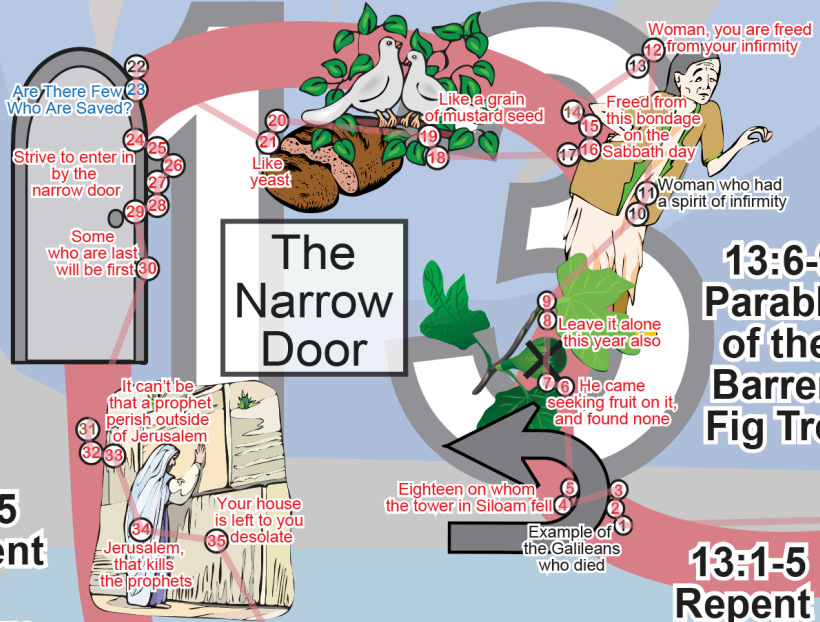 Woman, you are freed
from your infirmity
12
13
22
23
Are There Few
Who Are Saved?
24
25
26
27
28
29
30
Strive to enter in
by the
narrow door
Some
who are last
will be first
20
21
Like
yeast
Like a grain
of mustard seed
19
18
14
15
16
17
Freed from
this bondage
on the
Sabbath day
11
10
Woman who had
a spirit of infirmity
13
The
Narrow
Door
9
8
Leave it alone
this year also
7
6
He came
seeking fruit on it,
and found none
13:6-
Parabl
of the
Barre
Fig Tr
It can't be
that a prophet
perish outside
of Jerusalem
31
32
33
34
35
Jerusalem,
that kills
the prophets
Your house
is left to you
desolate
Eighteen on whom
the tower in Siloam fell
5
4
3
2
1
Example of
the Galileans
who died
13:1-5
Repent
5
ent